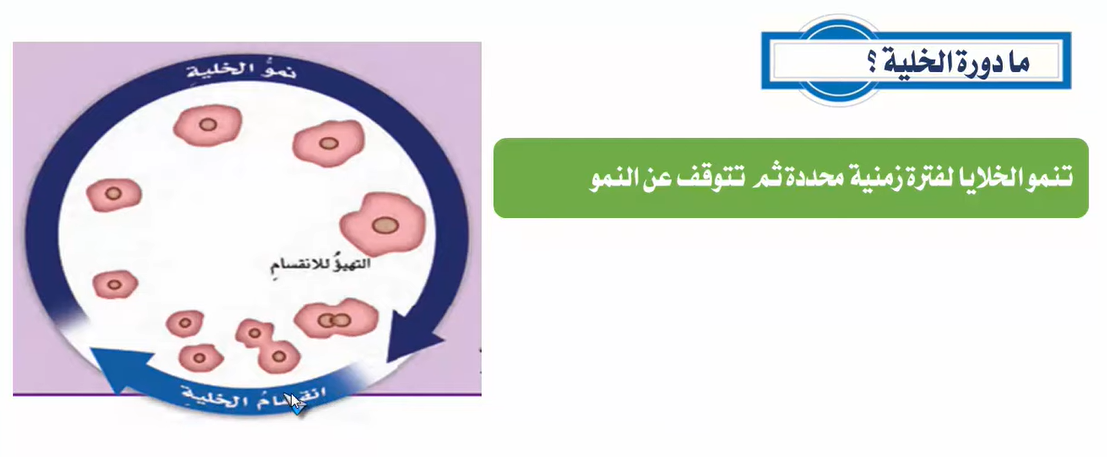 ما دورة الخلية ؟
تنمو الخلايا لفترة زمنية محددة ثم تتوقف عن النمو
نموُّ الخليةِ
التهيؤُ للانقسامِ
انقسامُ الخليةِ